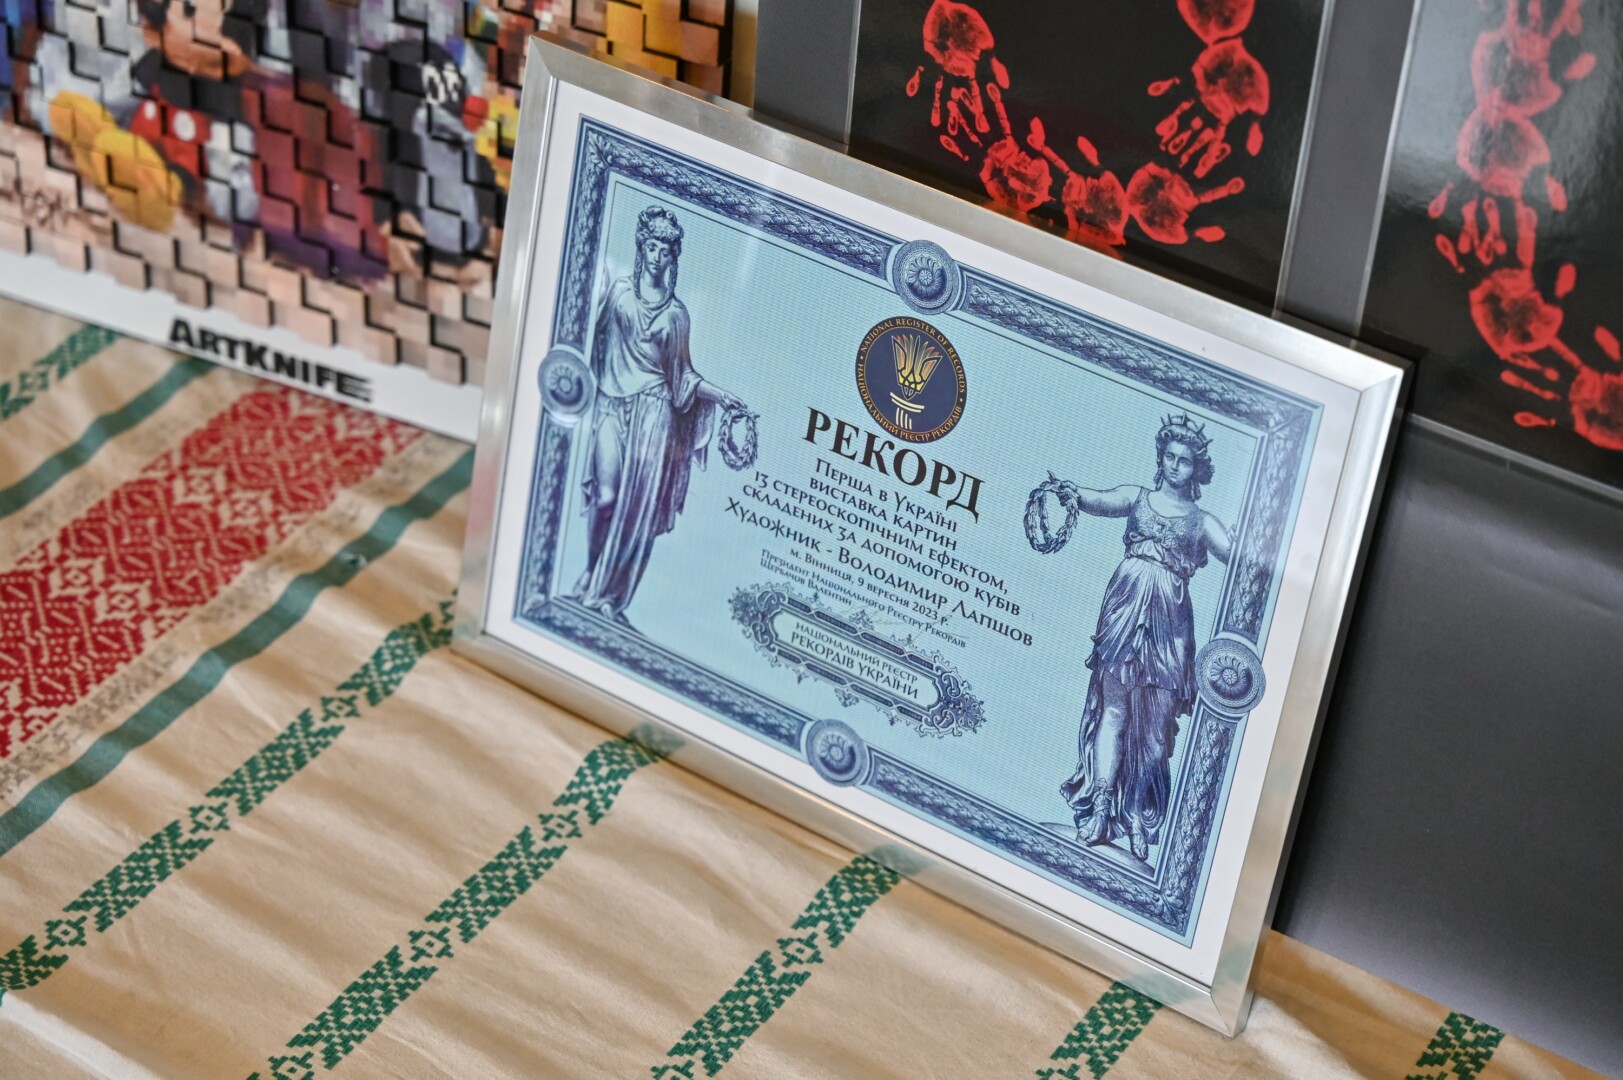 ARTKNIFE
NATIONAL REGISTER OF RECORDS
НАЦІОНАЛЬНИЙ РЕЄСТР РЕКОРДІВ
РЕКОРД
Перша в Україні
виставка картин
13 стереоскопічним ефектом,
складених за допомогою кубів
Художник - Володимир Лапшов
м. Вінниця, 9 вересня 2023 р.
Президент Національного Реєстру Рекордів
Щербачов Валентин
НАЦІОНАЛЬНИЙ РЕЄСТР
РЕКОРДІВ УКРАЇНИ